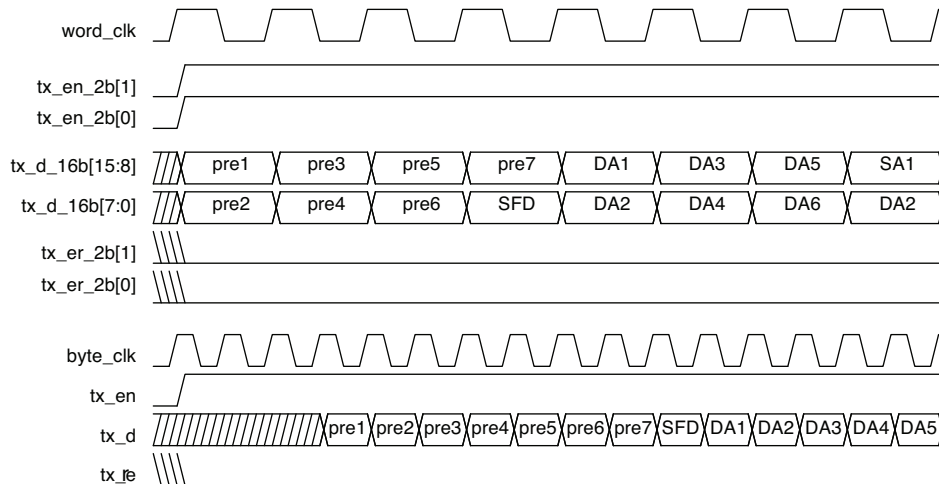 word_clk
tx_en_2b[1]
tx_en_2b[0]
tx_d_16b[15:8] pre1 pre3 pre5 pre7 DA1 DA3 DA5 SA1
tx_d_16b[7:0] pre2 pre4 pre6 SFD DA2 DA4 DA6 DA2
tx_er_2b[1]
tx_er_2b[0]
byte_clk
tx_en
tx_d pre1 pre2 pre3 pre4 pre5 pre6 pre7 SFD DA1 DA2 DA3 DA4 DA5
tx_re